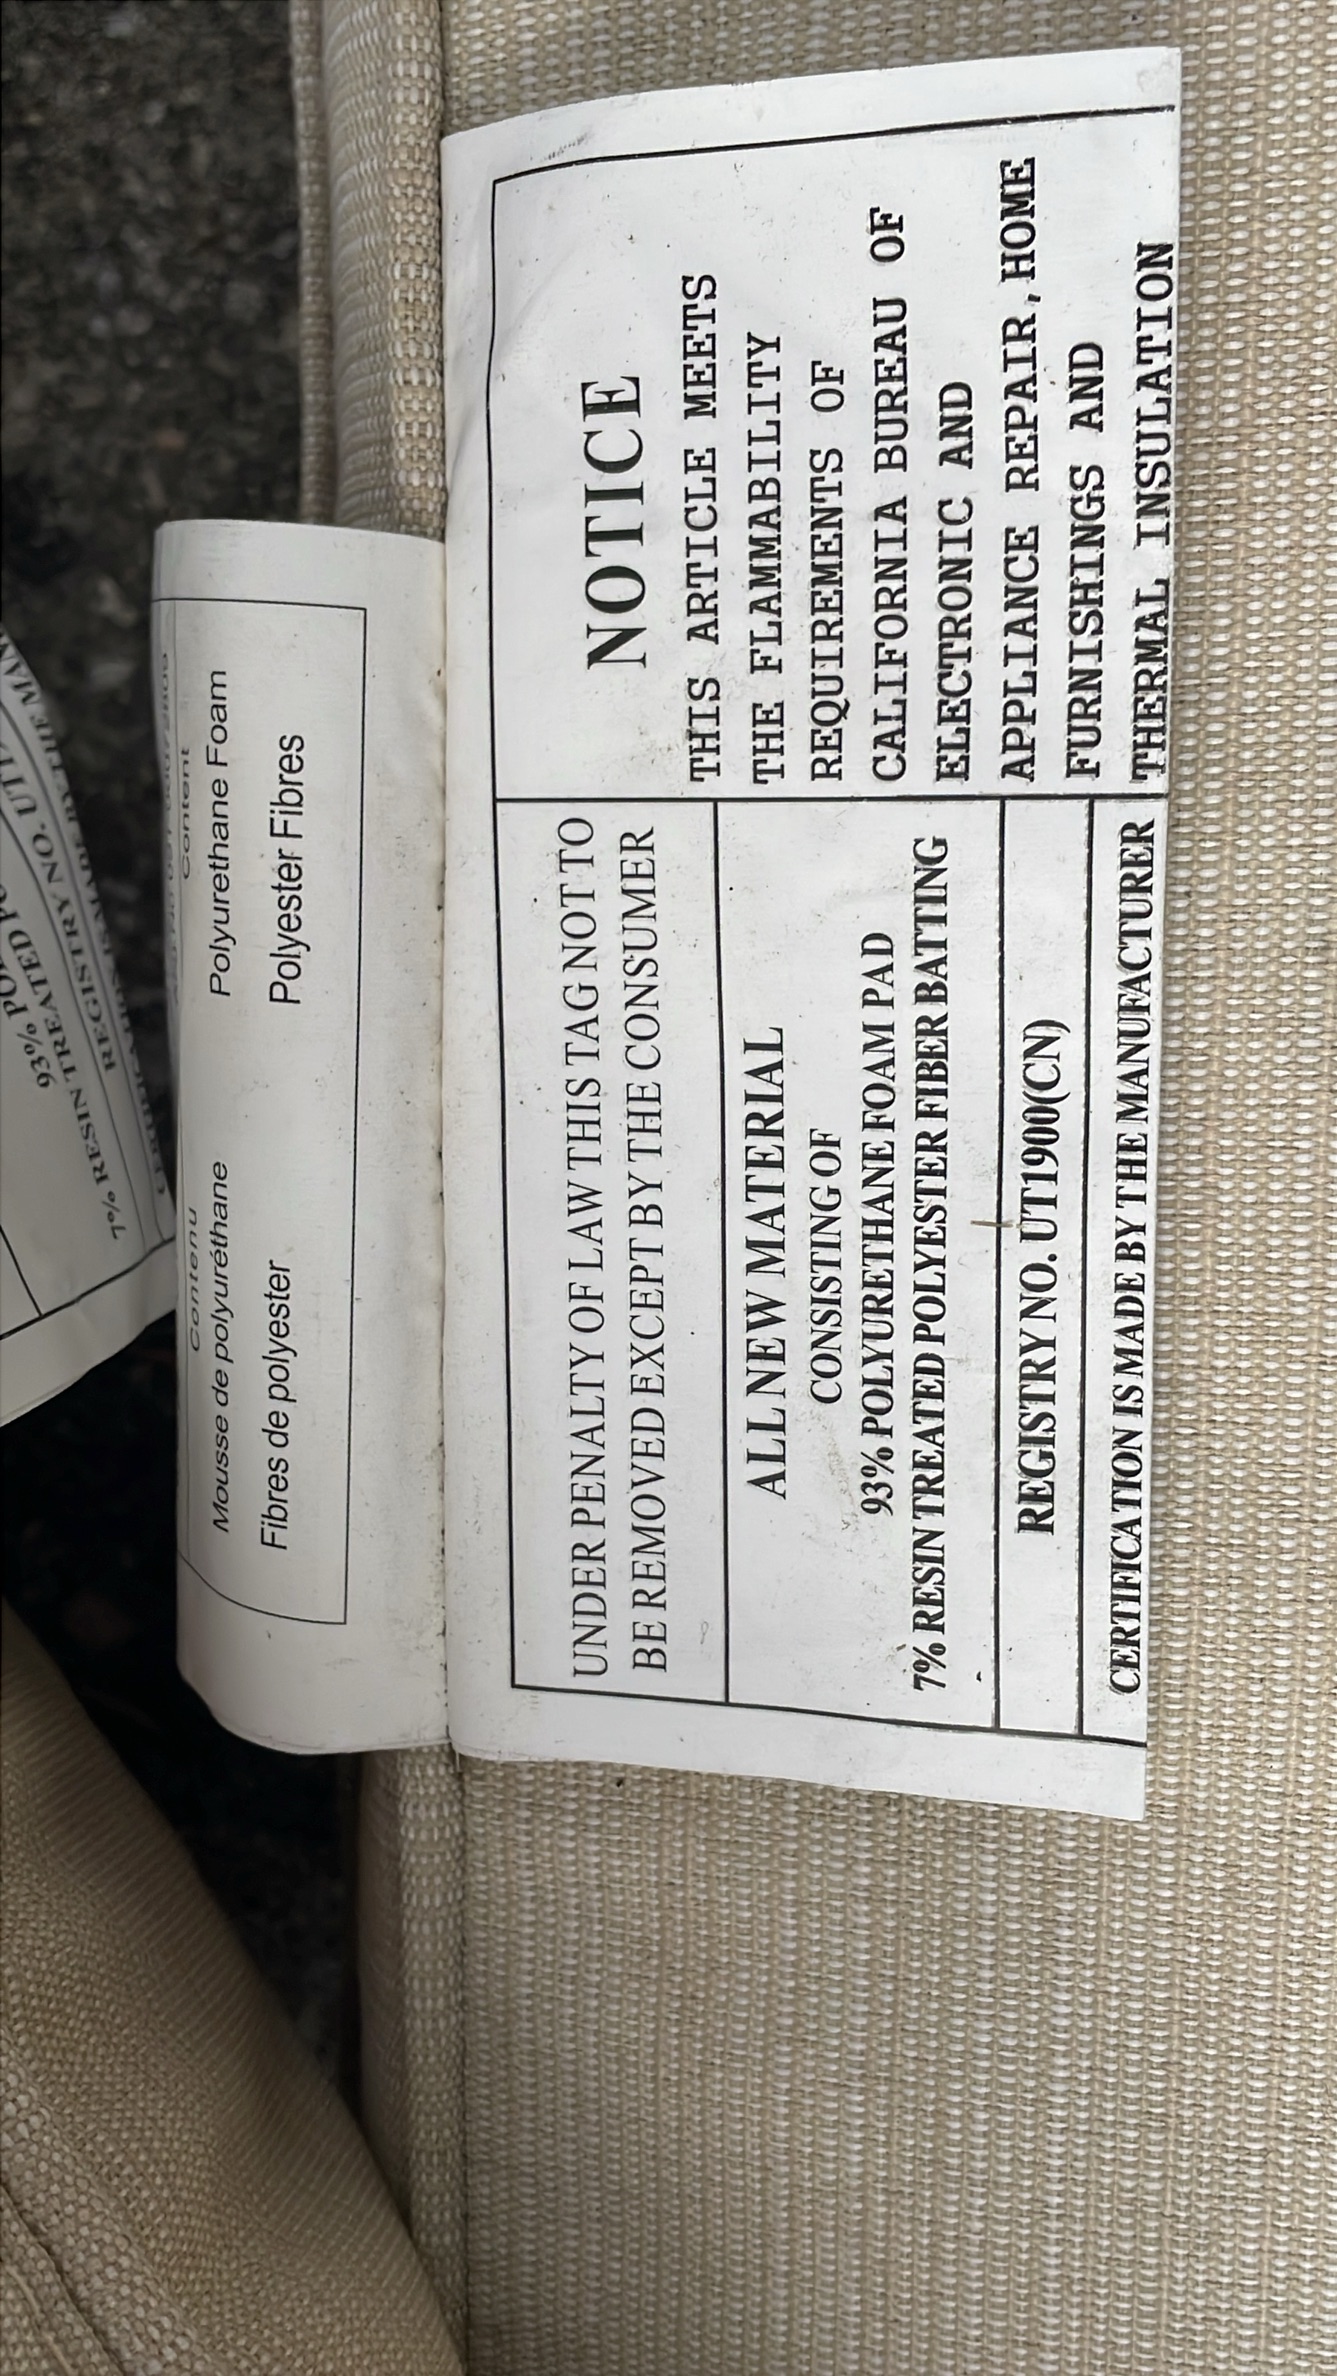 UNDER PENALTY OF LAW THIS TAG NOT TO
BE REMOVED EXCEPT BY THE CONSUMER
ALL NEW MATERIAL
CONSISTING OF
93% POLYURETHANE FOAM PAD
7% RESIN TREATED POLYESTER FIBER BATTING
REGISTRY NO. UT1900(CN)
CERTIFICATION IS MADE BY THE MANUFACTURER
NOTICE
THIS ARTICLE MEETS
THE FLAMMABILITY
REQUIREMENTS OF
CALIFORNIA BUREAU OF
ELECTRONIC AND
APPLIANCE REPAIR, HOME
FURNISHINGS AND
THERMAL INSULATION
Contenu Content
Mousse de polyuréthane Polyurethane Foam
Fibres de polyester Polyester Fibres
93%
7% RESIN TREATED
REGISTRY NO.